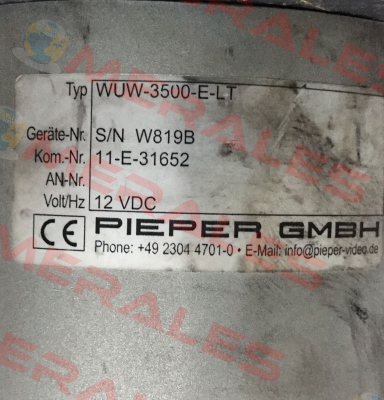 MERALES
Typ WUW-3500-E-LT
Geräte-Nr. S/N W819B
Kom.-Nr. 11-E-31652
AN-Nr.
Volt/Hz 12 VDC
CE PIEPER GMBH
Phone: +49 2304 4701-0 • E-Mail: info@pieper-video.de